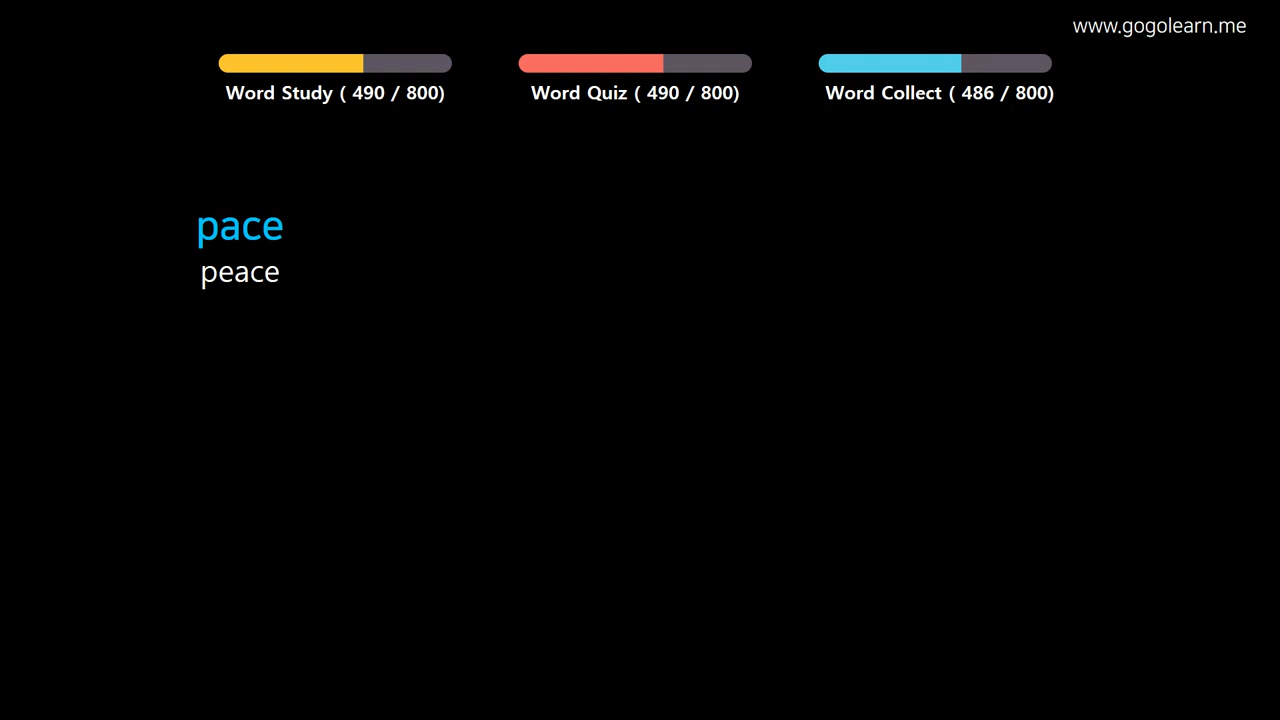 www.gogolearn.me
Word Study ( 490 / 800)
Word Quiz ( 490 / 800)
Word Collect ( 486 / 800)
pace
peace